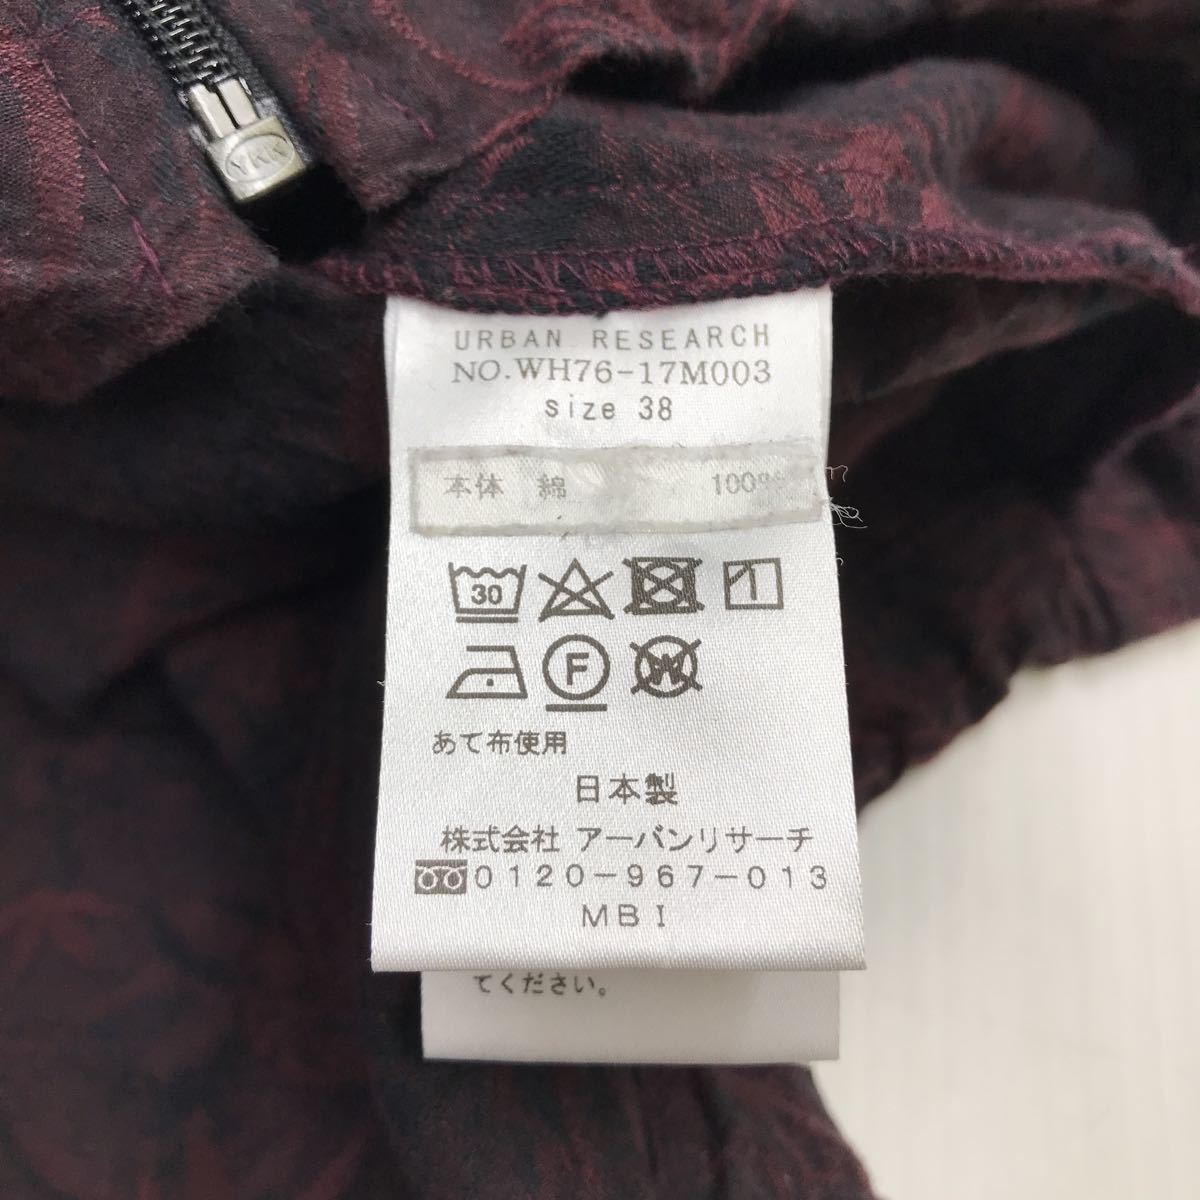 YKK
URBAN RESEARCH
NO.WH76-17M003
size 38
本体 綿 100%
30
F
W
あて布使用
日本製
株式会社 アーバンリサーチ
0120-967-013
MBI
てください。